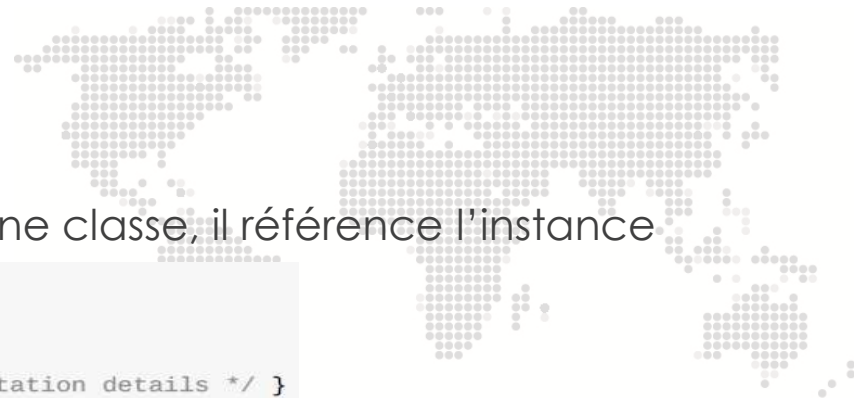 ne classe, il référence l’instance
tation details */ }